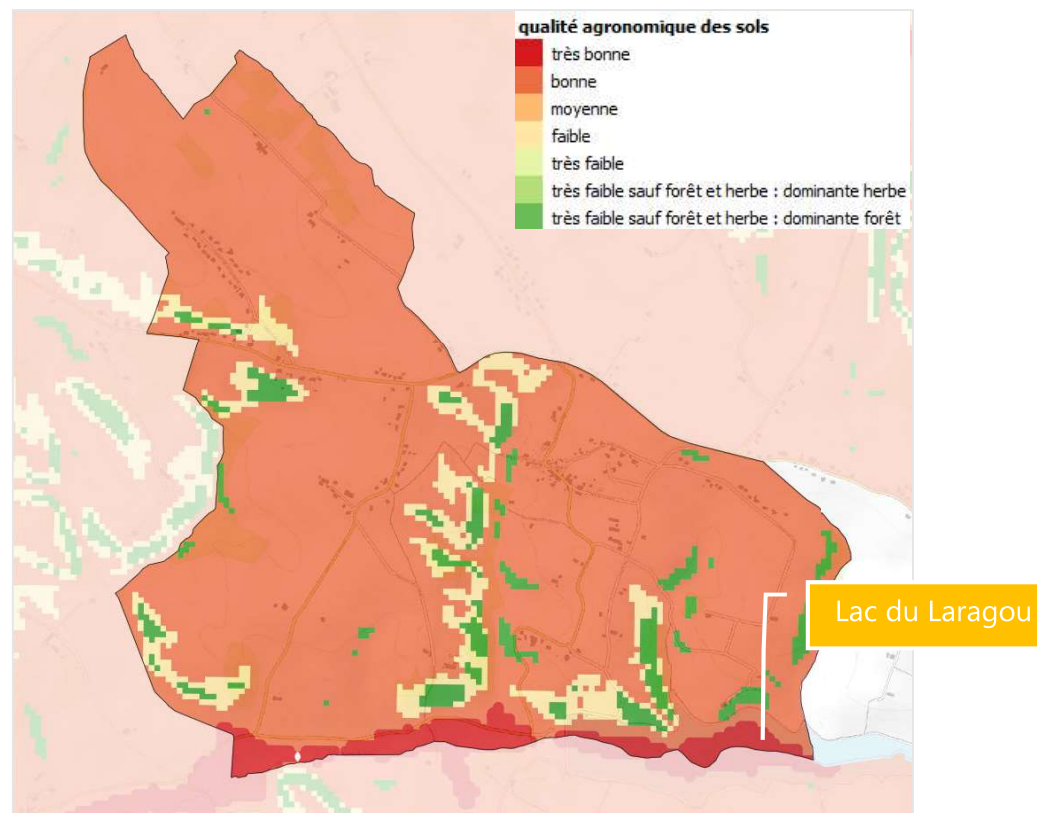 qualité agronomique des sols
très bonne
bonne
moyenne
faible
très faible
très faible sauf forêt et herbe : dominante herbe
très faible sauf forêt et herbe : dominante forêt
Lac du Laragou